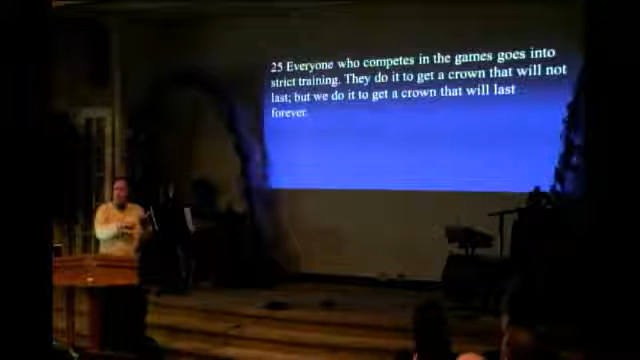 25 Everyone who competes in the games goes into
strict training. They do it to get a crown that will not
last; but we do it to get a crown that will last
forever.